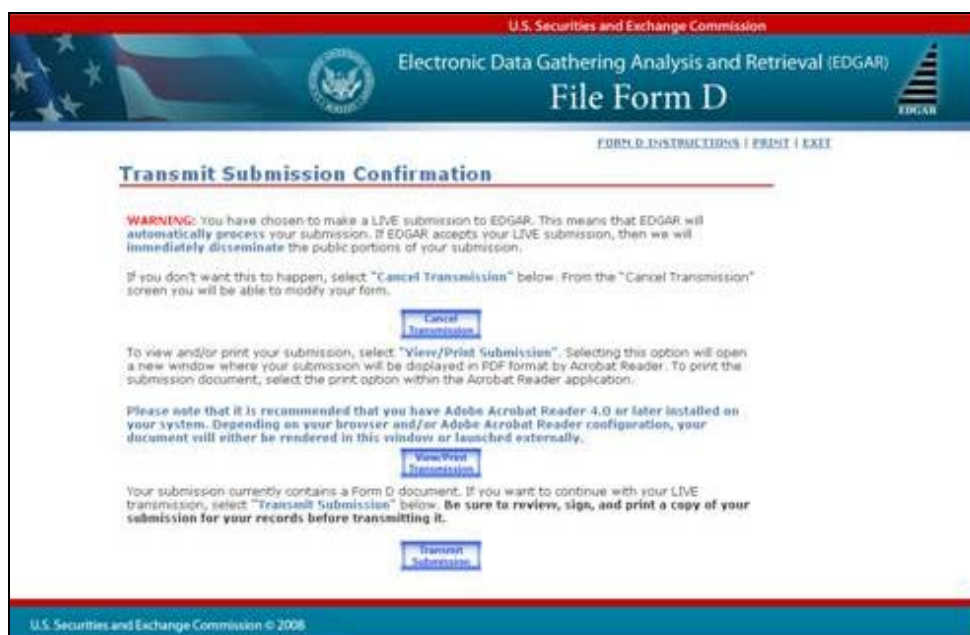 U.S. Securities and Exchange Commission
Electronic Data Gathering Analysis and Retrieval (EDGAR)
File Form D
EDGAR
FORM D INSTRUCTIONS | PRINT | EXIT
Transmit Submission Confirmation
WARNING: You have chosen to make a LIVE submission to EDGAR. This means that EDGAR will
automatically process your submission. If EDGAR accepts your LIVE submission, then we will
immediately disseminate the public portions of your submission.
If you don't want this to happen, select "Cancel Transmission" below. From the "Cancel Transmission"
screen you will be able to modify your form.
Cancel
Transmission
To view and/or print your submission, select "View/Print Submission". Selecting this option will open
a new window where your submission will be displayed in PDF format by Acrobat Reader. To print the
submission document, select the print option within the Acrobat Reader application.
Please note that it is recommended that you have Adobe Acrobat Reader 4.0 or later installed on
your system. Depending on your browser and/or Adobe Acrobat Reader configuration, your
document will either be rendered in this window or launched externally.
View/Print
Transmission
Your submission currently contains a Form D document. If you want to continue with your LIVE
transmission, select "Transmit Submission" below. Be sure to review, sign, and print a copy of your
submission for your records before transmitting it.
Transmit
Submission
U.S. Securities and Exchange Commission © 2008